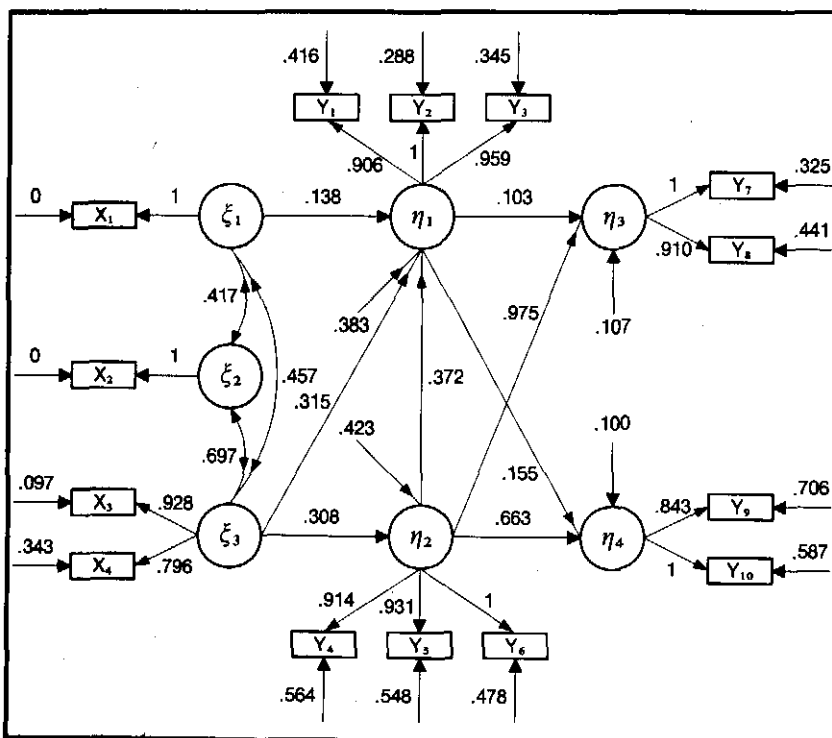 .416 .288 .345
Y₁ Y₂ Y₃
.906 1 .959
0 1 .138 .103 1 .325
X₁ ξ₁ η₁ η₃ Y₇
.910 Y₈ .441
.417 .383 .975 .107
0 1
X₂ ξ₂ .457 .372
.315
.697 .423 .155 .100
.097 .928 .308 .663 .843 .706
X₃ ξ₃ η₂ η₄ Y₉
.343 .796 1 .587
X₄ Y₁₀
.914 .931 1
Y₄ Y₅ Y₆
.564 .548 .478